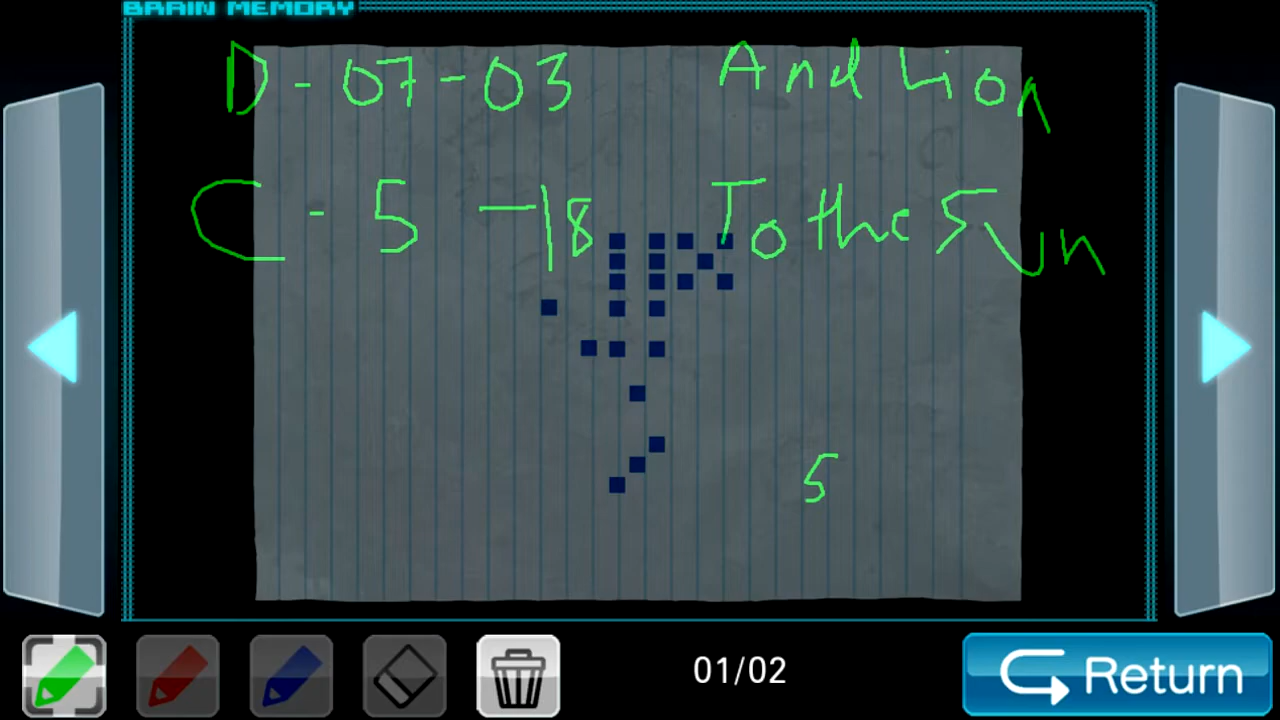 BRAIN MEMORY
D-07-03 And Lion
C-5-18 To the Sun
5
01/02
Return